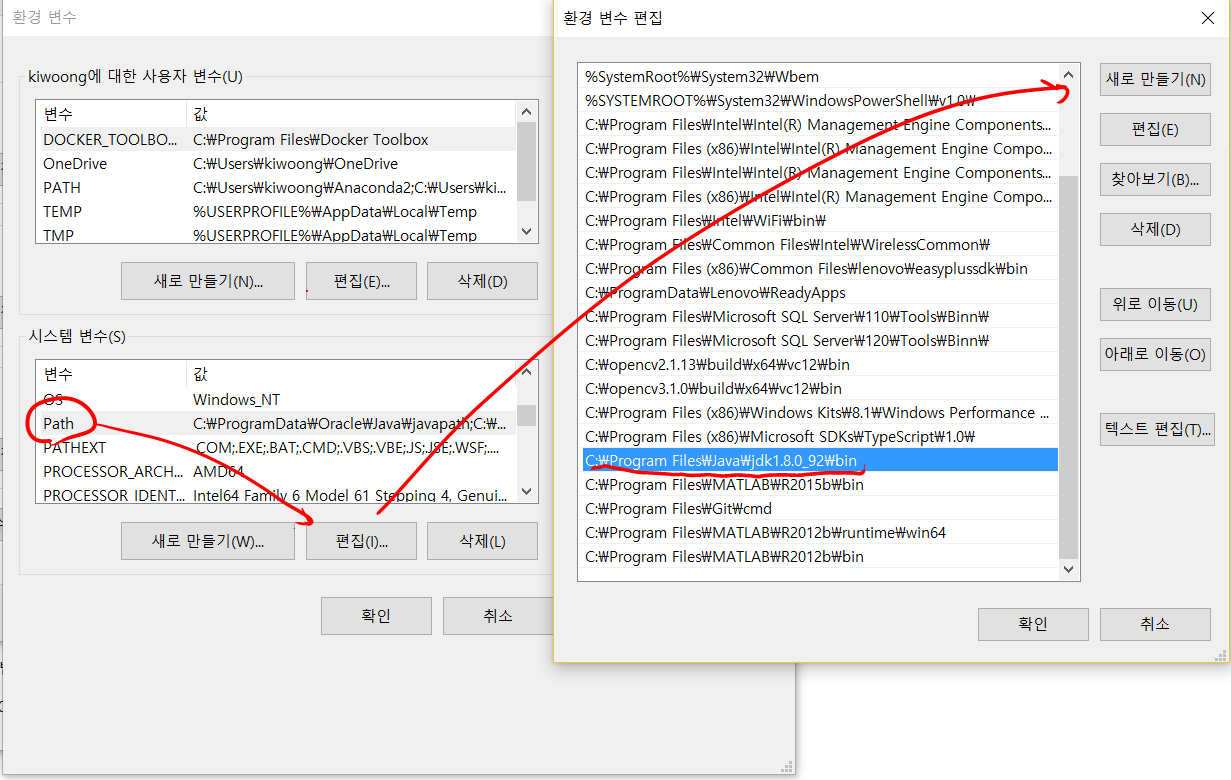 환경 변수
kiwoong에 대한 사용자 변수(U)
변수 값
DOCKER_TOOLBO... C:₩Program Files₩Docker Toolbox
OneDrive C:₩Users₩kiwoong₩OneDrive
PATH C:₩Users₩kiwoong₩Anaconda2;C:₩Users₩ki...
TEMP %USERPROFILE%₩AppData₩Local₩Temp
TMP %USERPROFILE%₩AppData₩Local₩Temp
새로 만들기(N)... 편집(E)... 삭제(D)
시스템 변수(S)
변수 값
OS Windows_NT
Path C:₩ProgramData₩Oracle₩Java₩javapath;C:₩...
PATHEXT .COM;.EXE;.BAT;.CMD;.VBS;.VBE;.JS;.JSE;.WSF;....
PROCESSOR_ARCH... AMD64
PROCESSOR_IDENT... Intel64 Family 6 Model 61 Stepping 4, Genui...
새로 만들기(W)... 편집(I)... 삭제(L)
확인 취소
환경 변수 편집
%SystemRoot%₩System32₩Wbem
%SYSTEMROOT%₩System32₩WindowsPowerShell₩v1.0₩
C:₩Program Files₩Intel₩Intel(R) Management Engine Components...
C:₩Program Files (x86)₩Intel₩Intel(R) Management Engine Compo...
C:₩Program Files₩Intel₩Intel(R) Management Engine Components...
C:₩Program Files (x86)₩Intel₩Intel(R) Management Engine Compo...
C:₩Program Files₩Intel₩WiFi₩bin₩
C:₩Program Files₩Common Files₩Intel₩WirelessCommon₩
C:₩Program Files (x86)₩Common Files₩lenovo₩easyplussdk₩bin
C:₩ProgramData₩Lenovo₩ReadyApps
C:₩Program Files₩Microsoft SQL Server₩110₩Tools₩Binn₩
C:₩Program Files₩Microsoft SQL Server₩120₩Tools₩Binn₩
C:₩opencv2.1.13₩build₩x64₩vc12₩bin
C:₩opencv3.1.0₩build₩x64₩vc12₩bin
C:₩Program Files (x86)₩Windows Kits₩8.1₩Windows Performance ...
C:₩Program Files (x86)₩Microsoft SDKs₩TypeScript₩1.0₩
C:₩Program Files₩Java₩jdk1.8.0_92₩bin
C:₩Program Files₩MATLAB₩R2015b₩bin
C:₩Program Files₩Git₩cmd
C:₩Program Files₩MATLAB₩R2012b₩runtime₩win64
C:₩Program Files₩MATLAB₩R2012b₩bin
새로 만들기(N)
편집(E)
찾아보기(B)...
삭제(D)
위로 이동(U)
아래로 이동(O)
텍스트 편집(T)...
확인 취소